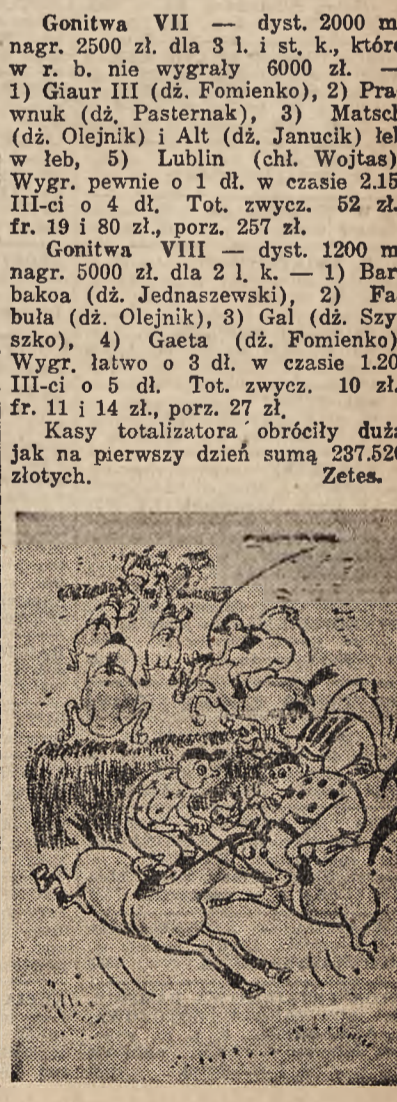 Gonitwa VII — dyst. 2000 m
nagr. 2500 zł. dla 3 l. i st. k., któr
w r. b. nie wygrały 6000 zł. —
1) Giaur III (dż. Fomienko), 2) Pra
wnuk (dż. Pasternak), 3) Matsch
(dż. Olejnik) i Alt (dż. Janucik) łeb
w łeb, 5) Lublin (chł. Wojtas)
Wygr. pewnie o 1 dł. w czasie 2.15
III-ci o 4 dł. Tot. zwycz. 52 zł.
fr. 19 i 80 zł., porz. 257 zł.
Gonitwa VIII — dyst. 1200 m
nagr. 5000 zł. dla 2 l. k. — 1) Bar
bakoa (dż. Jednaszewski), 2) Fa
buła (dż. Olejnik), 3) Gal (dż. Szy
szko), 4) Gaeta (dż. Fomienko)
Wygr. łatwo o 3 dł. w czasie 1.20
III-ci o 5 dł. Tot. zwycz. 10 zł.
fr. 11 i 14 zł., porz. 27 zł.
Kasy totalizatora obróciły dużą
jak na pierwszy dzień sumą 237.520
złotych. Zetes.